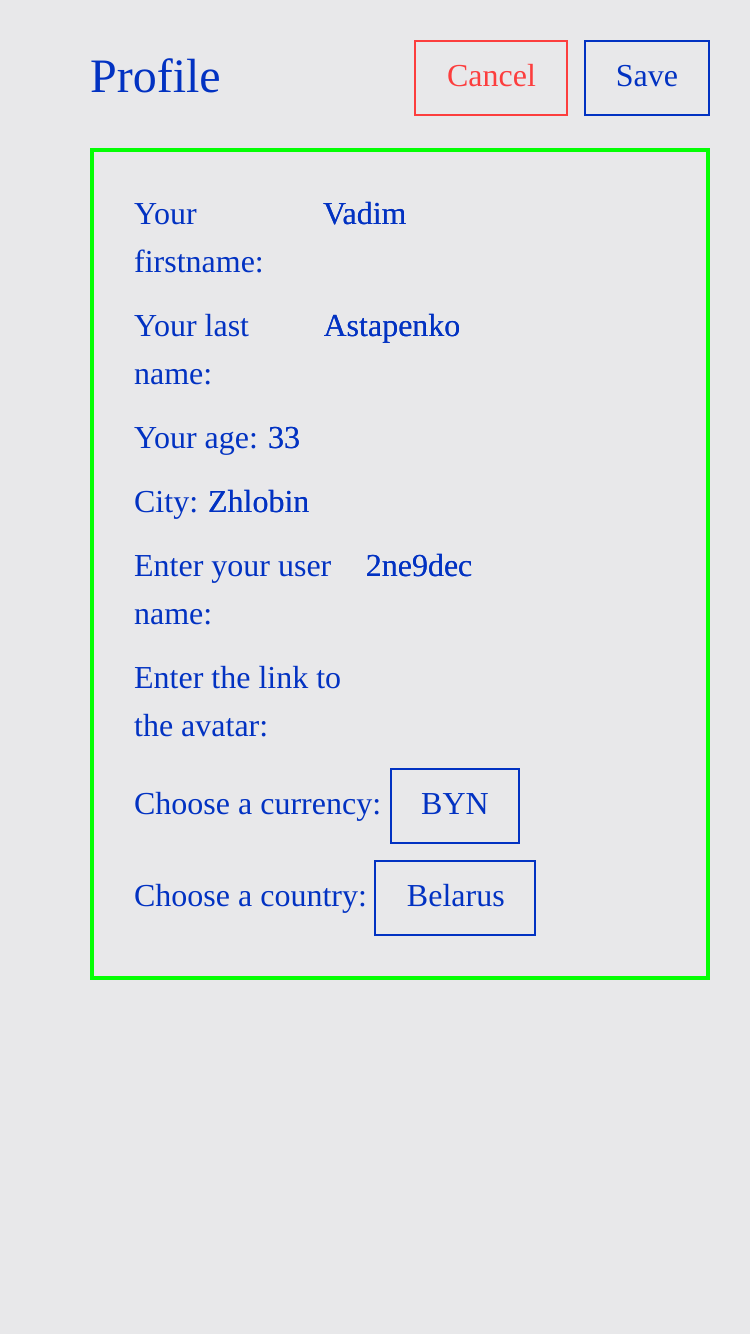 Profile
Cancel
Save
Your Vadim
firstname:
Your last Astapenko
name:
Your age: 33
City: Zhlobin
Enter your user 2ne9dec
name:
Enter the link to
the avatar:
Choose a currency: BYN
Choose a country: Belarus